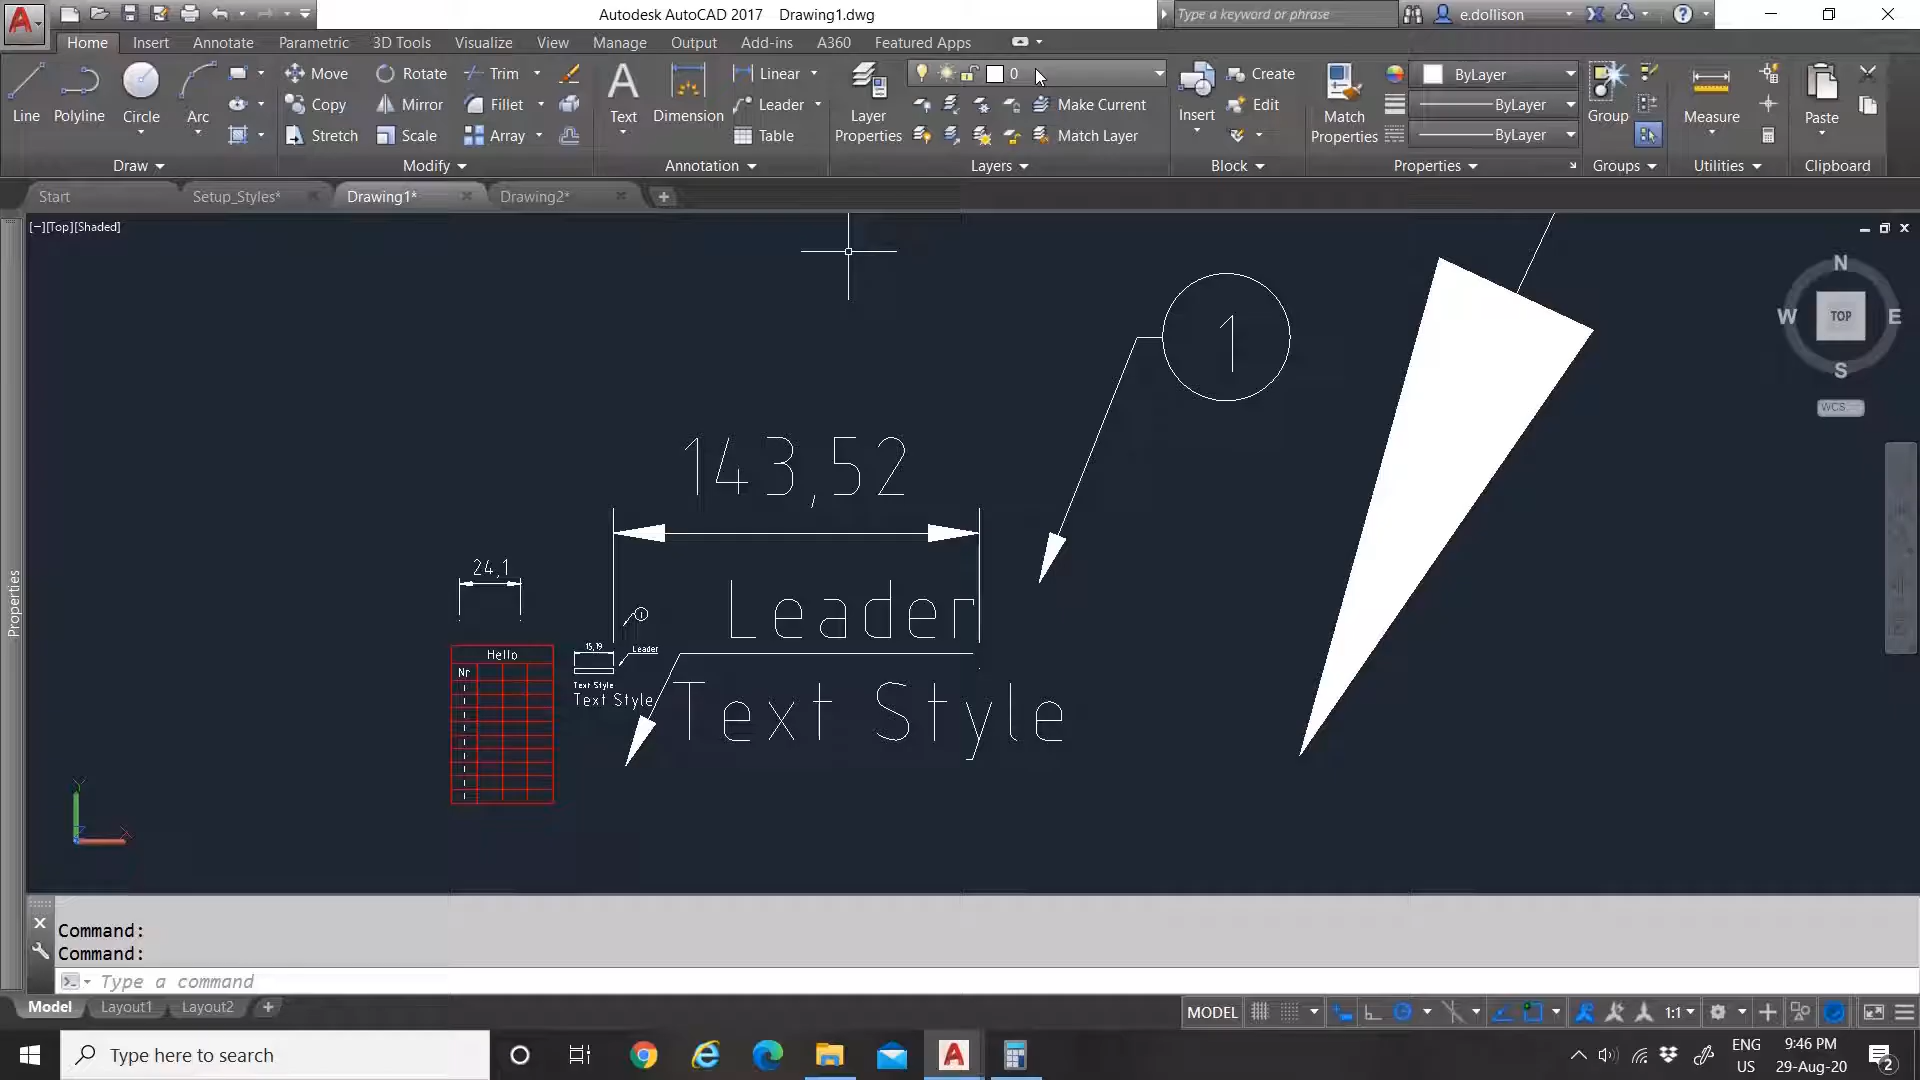 Autodesk AutoCAD 2017 Drawing1.dwg
Type a keyword or phrase
e.dollison
Home Insert Annotate Parametric 3D Tools Visualize View Manage Output Add-ins A360 Featured Apps
Line
Polyline
Circle
Arc
Draw
Move
Copy
Stretch
Rotate
Mirror
Scale
Trim
Fillet
Array
Modify
Text
Dimension
Linear
Leader
Table
Annotation
Layer Properties
0
Make Current
Match Layer
Layers
Insert
Create
Edit
Block
Match Properties
ByLayer
ByLayer
ByLayer
Properties
Group
Groups
Measure
Utilities
Paste
Clipboard
Start
Setup_Styles*
Drawing1*
Drawing2*
[−][Top][Shaded]
N
W
TOP
E
S
WCS
1
143,52
24,1
1
Leader
Hello
Nr
15,19
Leader
Text Style
Text Style
Text Style
Properties
Y
X
Command:
Command:
Type a command
Model Layout1 Layout2
MODEL
1:1
Type here to search
ENG
US
9:46 PM
29-Aug-20
2